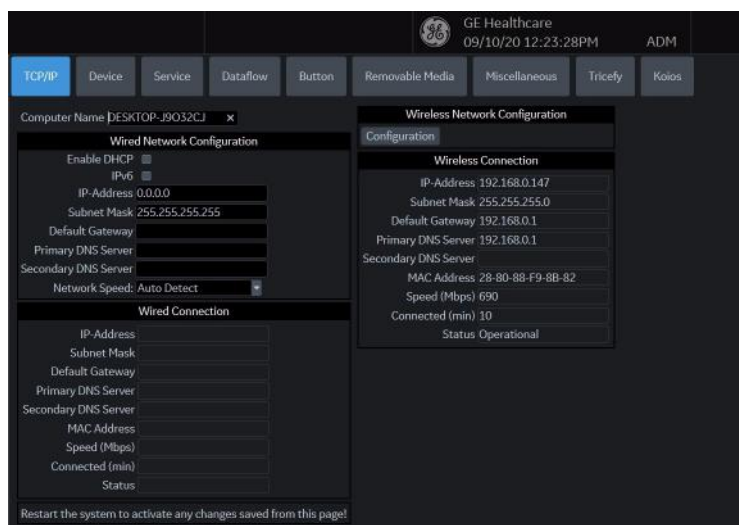 GE Healthcare
09/10/20 12:23:28PM ADM
TCP/IP Device Service Dataflow Button Removable Media Miscellaneous Tricefy Koios
Computer Name DESKTOP-J9O32CJ ×
Wired Network Configuration
Enable DHCP
IPv6
IP-Address 0.0.0.0
Subnet Mask 255.255.255.255
Default Gateway
Primary DNS Server
Secondary DNS Server
Network Speed: Auto Detect
Wired Connection
IP-Address
Subnet Mask
Default Gateway
Primary DNS Server
Secondary DNS Server
MAC Address
Speed (Mbps)
Connected (min)
Status
Restart the system to activate any changes saved from this page!
Wireless Network Configuration
Configuration
Wireless Connection
IP-Address 192.168.0.147
Subnet Mask 255.255.255.0
Default Gateway 192.168.0.1
Primary DNS Server 192.168.0.1
Secondary DNS Server
MAC Address 28-80-88-F9-8B-82
Speed (Mbps) 690
Connected (min) 10
Status Operational